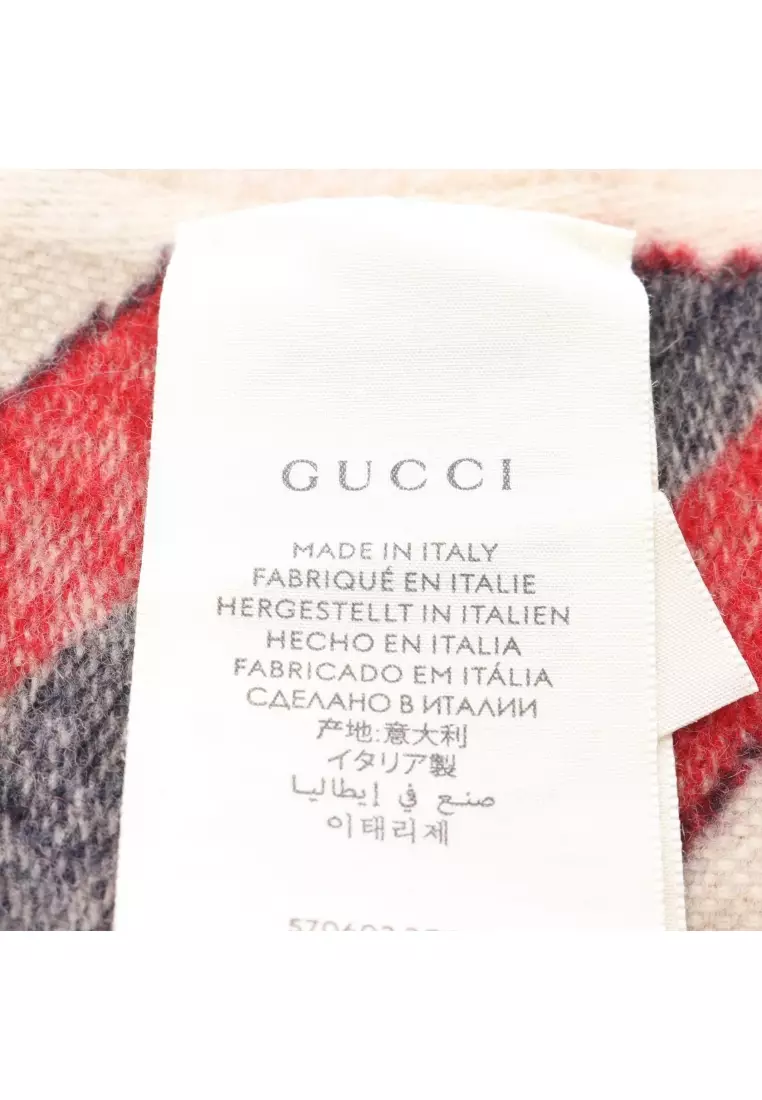 GUCCI
MADE IN ITALY
FABRIQUÉ EN ITALIE
HERGESTELLT IN ITALIEN
HECHO EN ITALIA
FABRICADO EM ITÁLIA
СДЕЛАНО В ИТАЛИИ
产地:意大利
イタリア製
صنع في إيطاليا
이태리제